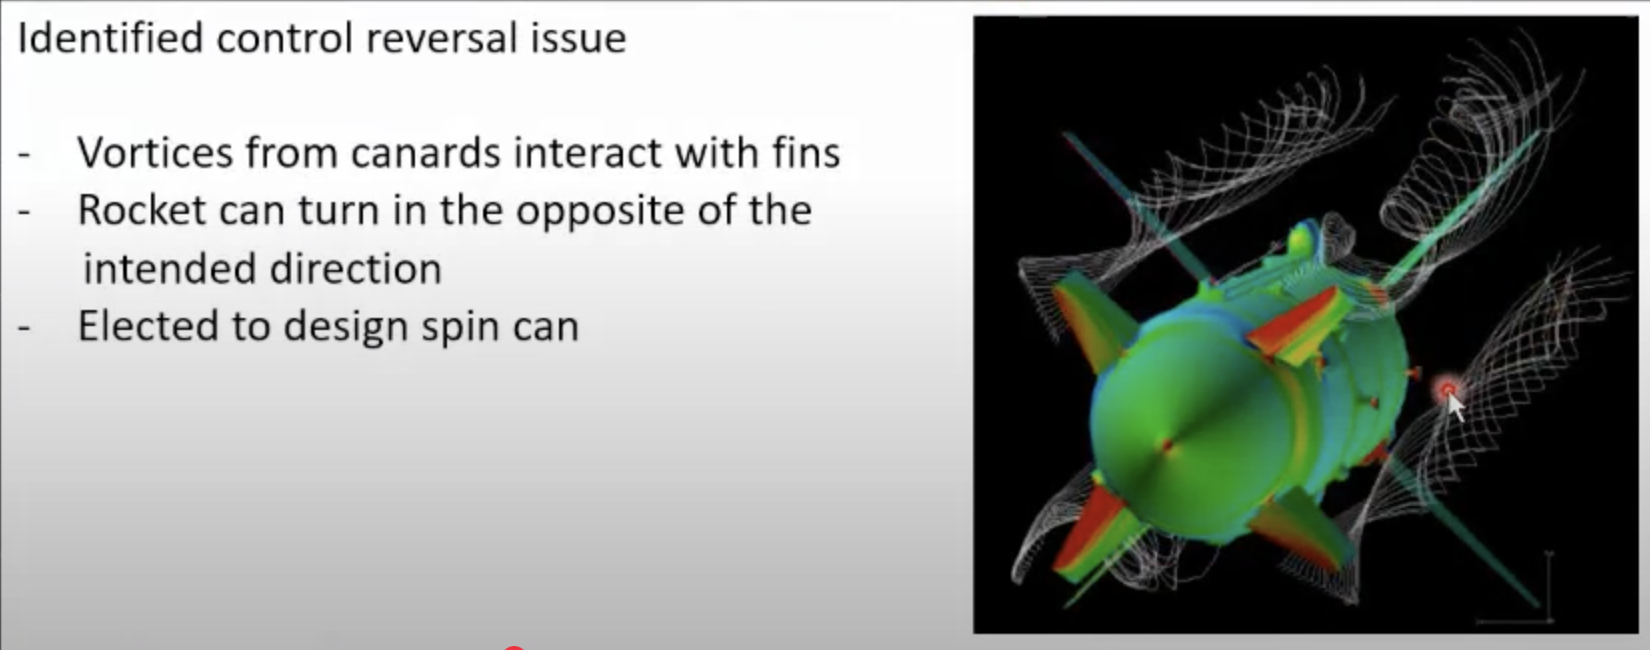 Identified control reversal issue
- Vortices from canards interact with fins
- Rocket can turn in the opposite of the
intended direction
- Elected to design spin can